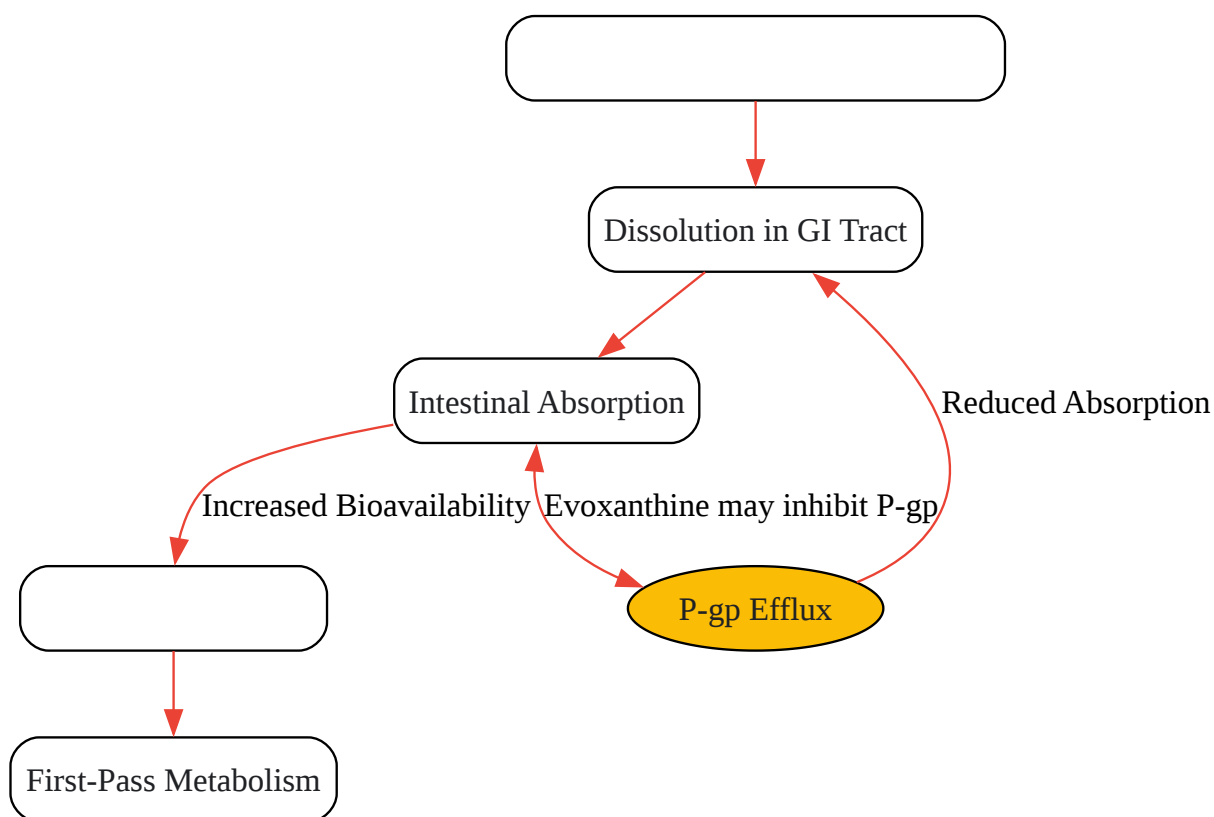 Dissolution in GI Tract
Intestinal Absorption
Reduced Absorption
Increased Bioavailability
Evoxanthine may inhibit P-gp
P-gp Efflux
First-Pass Metabolism